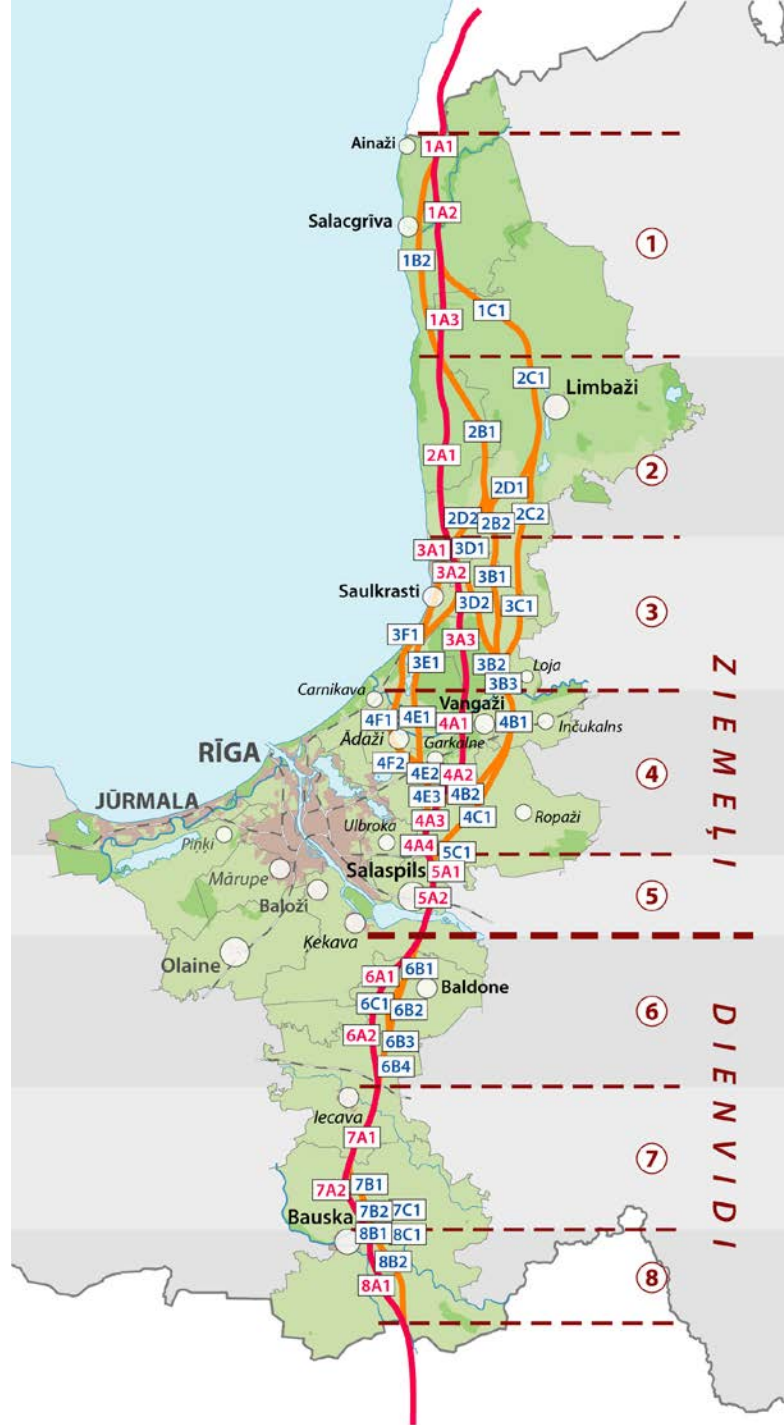 Ainaži
1A1
Salacgrīva
1A2
1
1B2
1C1
1A3
2C1
Limbaži
2B1
2A1
2
2D1
2D2
2B2
2C2
3A1
3D1
3A2
3B1
Saulkrasti
3D2
3C1
3
3F1
3A3
3E1
3B2
Loja
3B3
Carnikava
Vangaži
4F1
4E1
4A1
4B1
Inčukalns
Ādaži
Garkalne
RĪGA
4F2
4E2
4A2
4
JŪRMALA
4E3
4B2
4A3
4C1
Ropaži
Piņķi
Ulbroka
4A4
5C1
Mārupe
Salaspils
5A1
Baloži
5A2
5
ZIEMEĻI
Ķekava
Olaine
6A1
6B1
Baldone
6C1
6B2
6
6A2
6B3
6B4
Iecava
7A1
7
7B1
7A2
Bauska
7B2
7C1
8B1
8C1
DIENVIDI
8B2
8A1
8